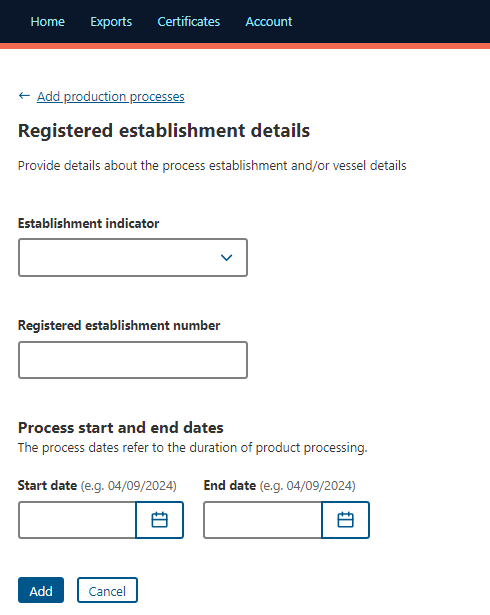 Home Exports Certificates Account
← Add production processes
Registered establishment details
Provide details about the process establishment and/or vessel details
Establishment indicator
Registered establishment number
Process start and end dates
The process dates refer to the duration of product processing.
Start date (e.g. 04/09/2024) End date (e.g. 04/09/2024)
Add Cancel